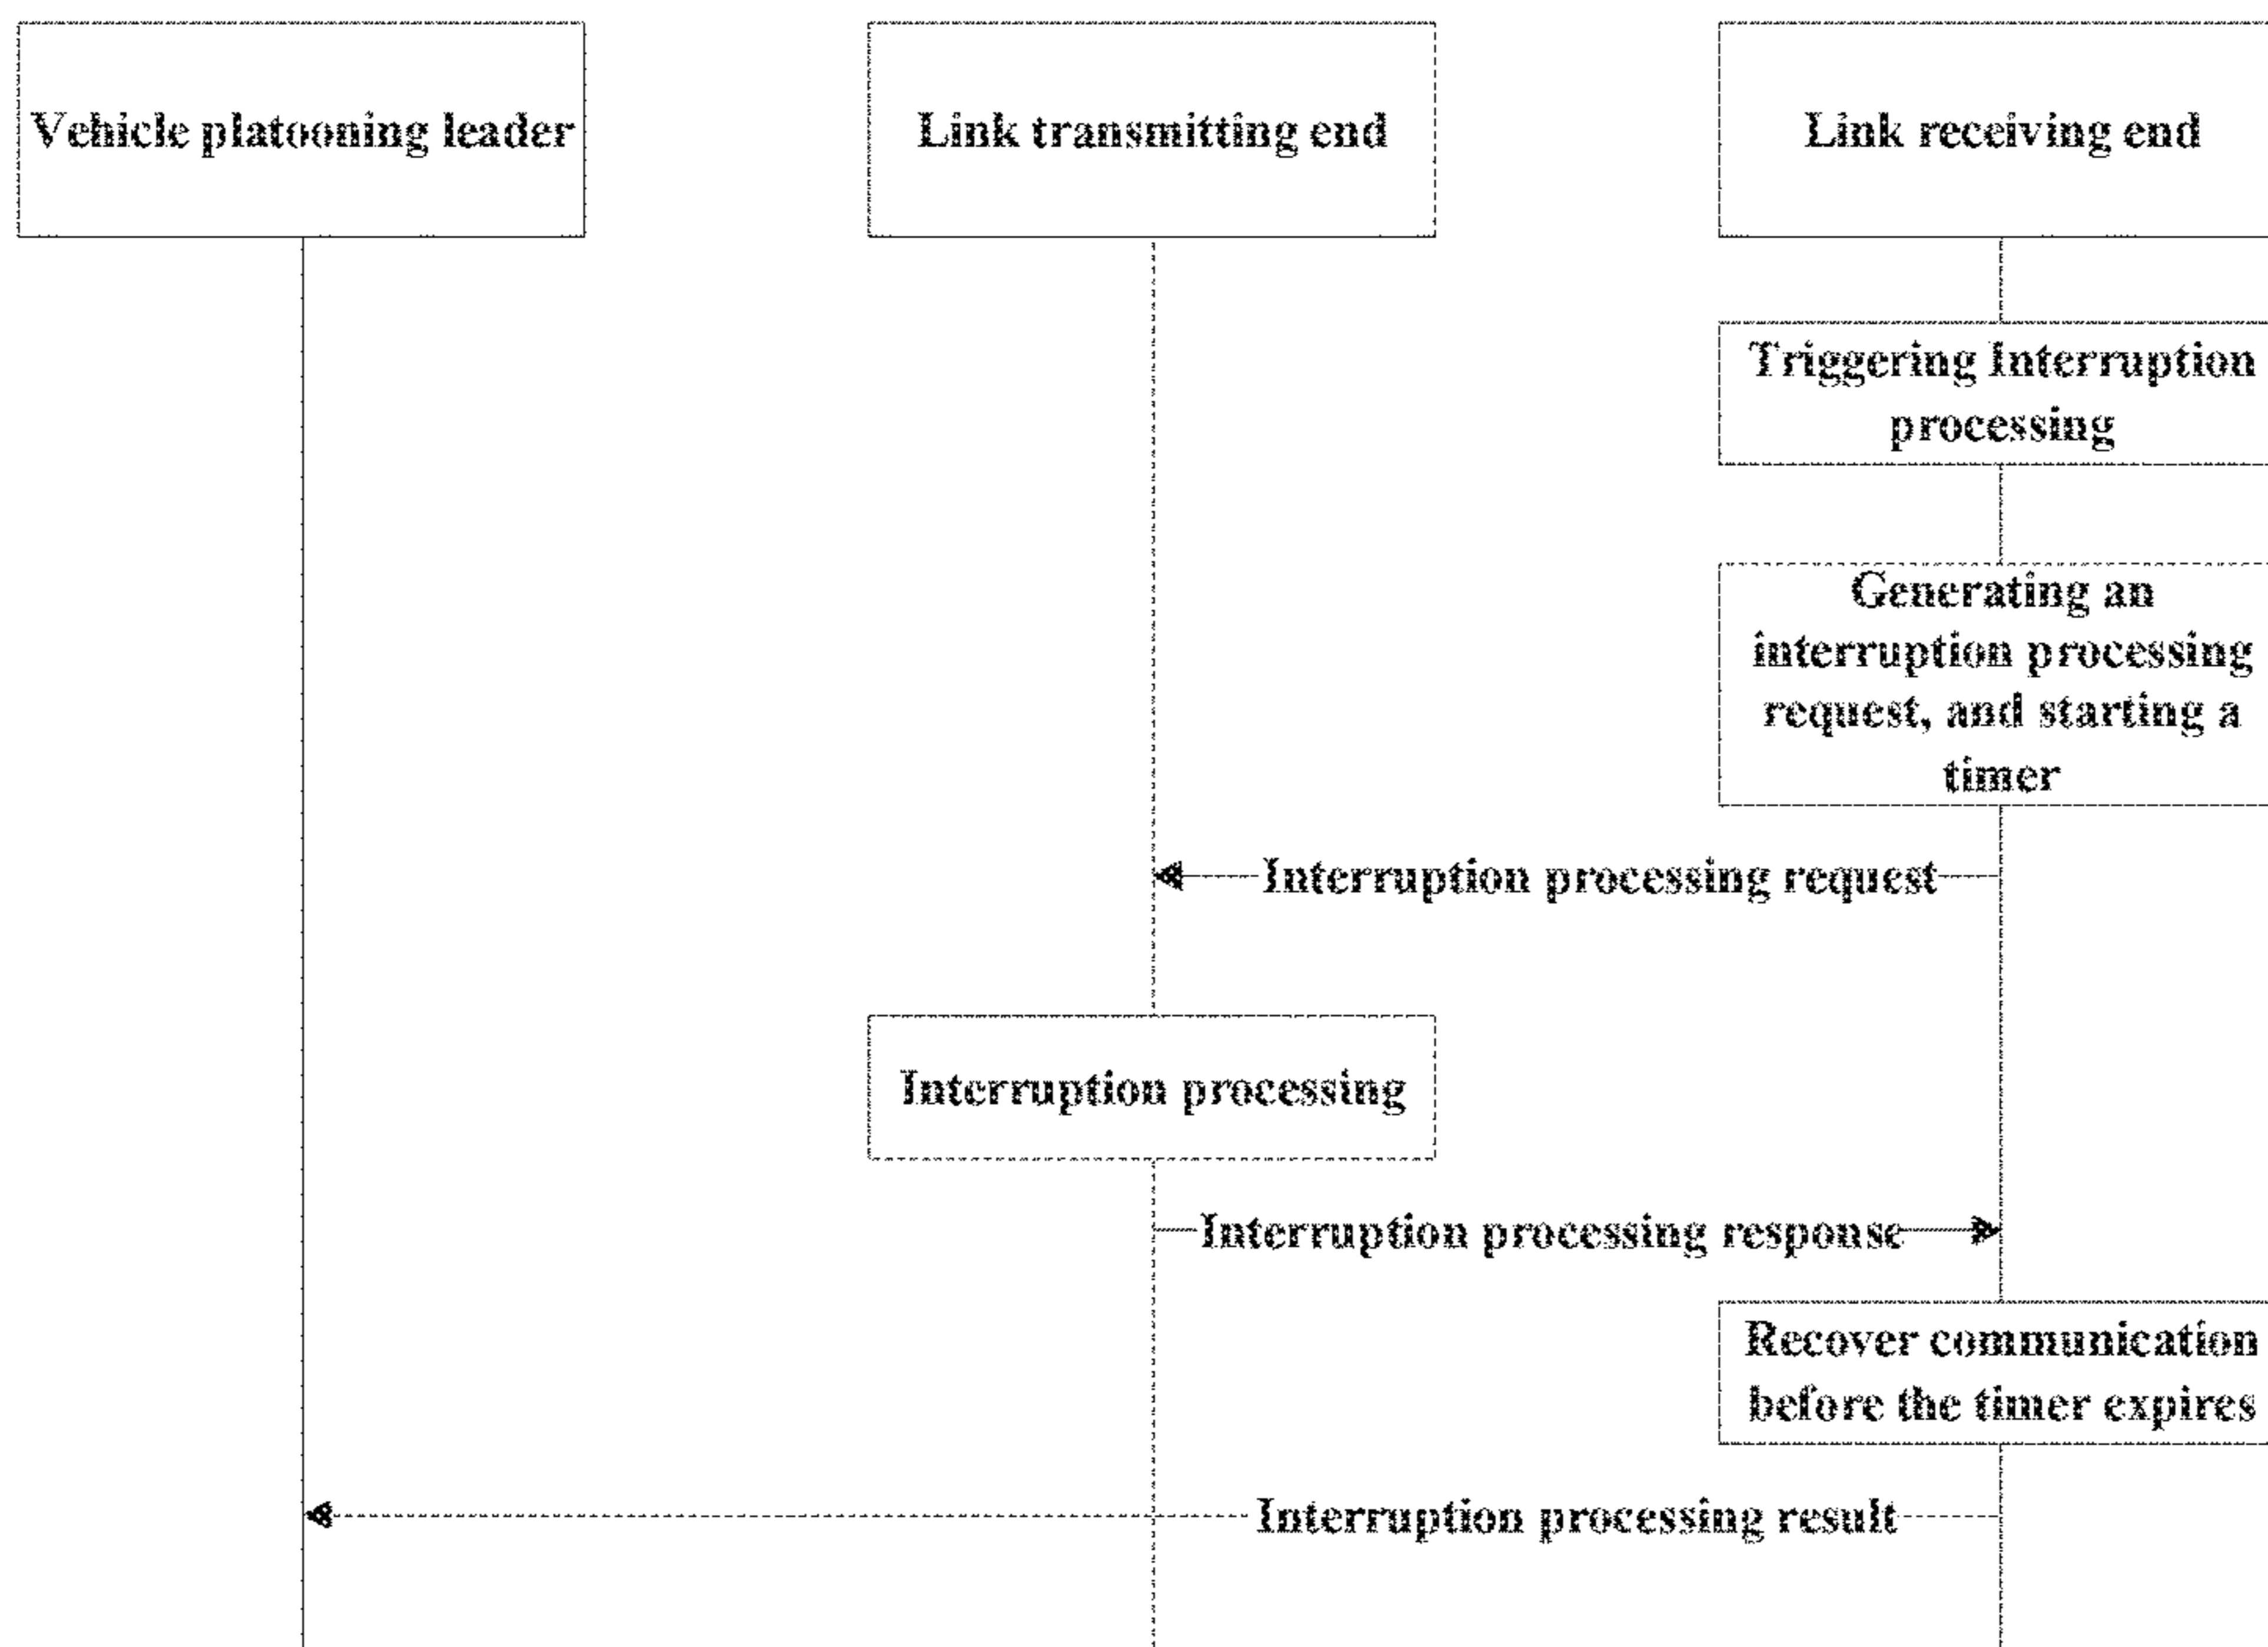 Vehicle platooning leader
Link transmitting end
Link receiving end
Triggering Interruption
processing
Generating an
interruption processing
request, and starting a
timer
Interruption processing request
Interruption processing
Interruption processing response
Recover communication
before the timer expires
Interruption processing result